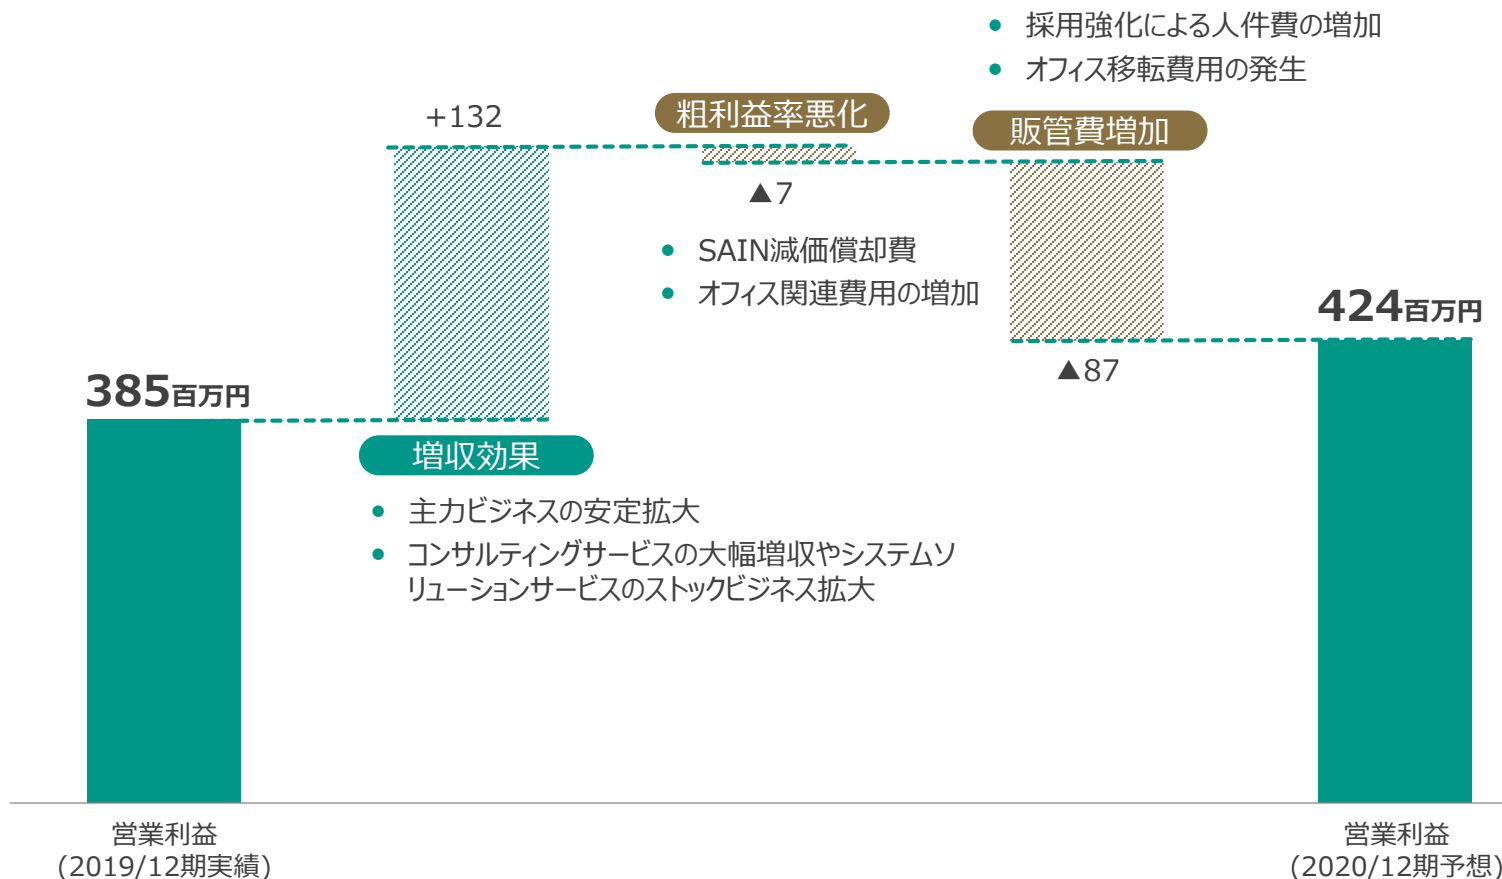 385百万円
営業利益
(2019/12期実績)
+132
増収効果
• 主力ビジネスの安定拡大
• コンサルティングサービスの大幅増収やシステムソ
リューションサービスのストックビジネス拡大
粗利益率悪化
▲7
• SAIN減価償却費
• オフィス関連費用の増加
• 採用強化による人件費の増加
• オフィス移転費用の発生
販管費増加
▲87
424百万円
営業利益
(2020/12期予想)